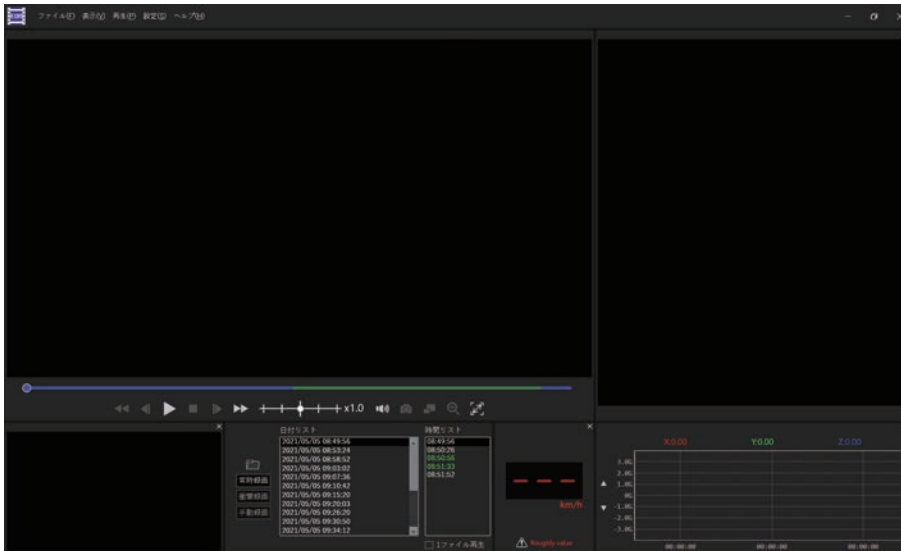 ファイル(F) 表示(V) 再生(P) 設定(S) ヘルプ(H)
x1.0
日付リスト
2021/05/05 08:49:56
2021/05/05 08:53:24
2021/05/05 08:58:52
2021/05/05 09:03:02
2021/05/05 09:07:36
2021/05/05 09:10:42
2021/05/05 09:15:20
2021/05/05 09:20:03
2021/05/05 09:26:20
2021/05/05 09:30:50
2021/05/05 09:34:12
常時録画
衝撃録画
手動録画
時間リスト
08:49:56
08:50:26
08:50:56
08:51:33
08:51:52
1ファイル再生
km/h
Roughly value
X:0.00 Y:0.00 Z:0.00
3.0G
2.0G
1.0G
0G
-1.0G
-2.0G
-3.0G
00:00:00 00:00:00 00:00:00